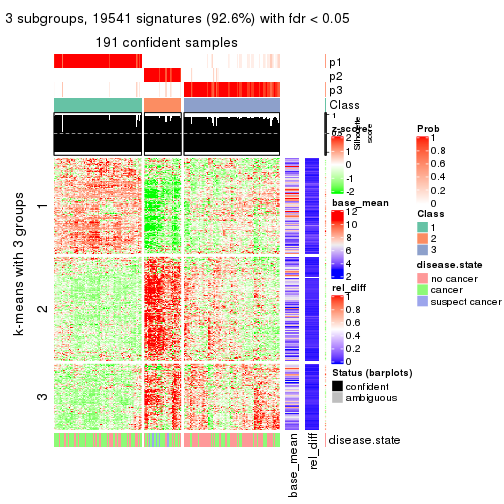 3 subgroups, 19541 signatures (92.6%) with fdr < 0.05
191 confident samples
p1
p2
p3
Class
1
0.5
Silhouette
score
k-means with 3 groups
1
2
3
base_mean
rel_diff
disease.state
z-score
2
1
0
-1
-2
base_mean
12
10
8
6
4
2
rel_diff
1
0.8
0.6
0.4
0.2
0
Status (barplots)
confident
ambiguous
Prob
1
0.8
0.6
0.4
0.2
0
Class
1
2
3
disease.state
no cancer
cancer
suspect cancer